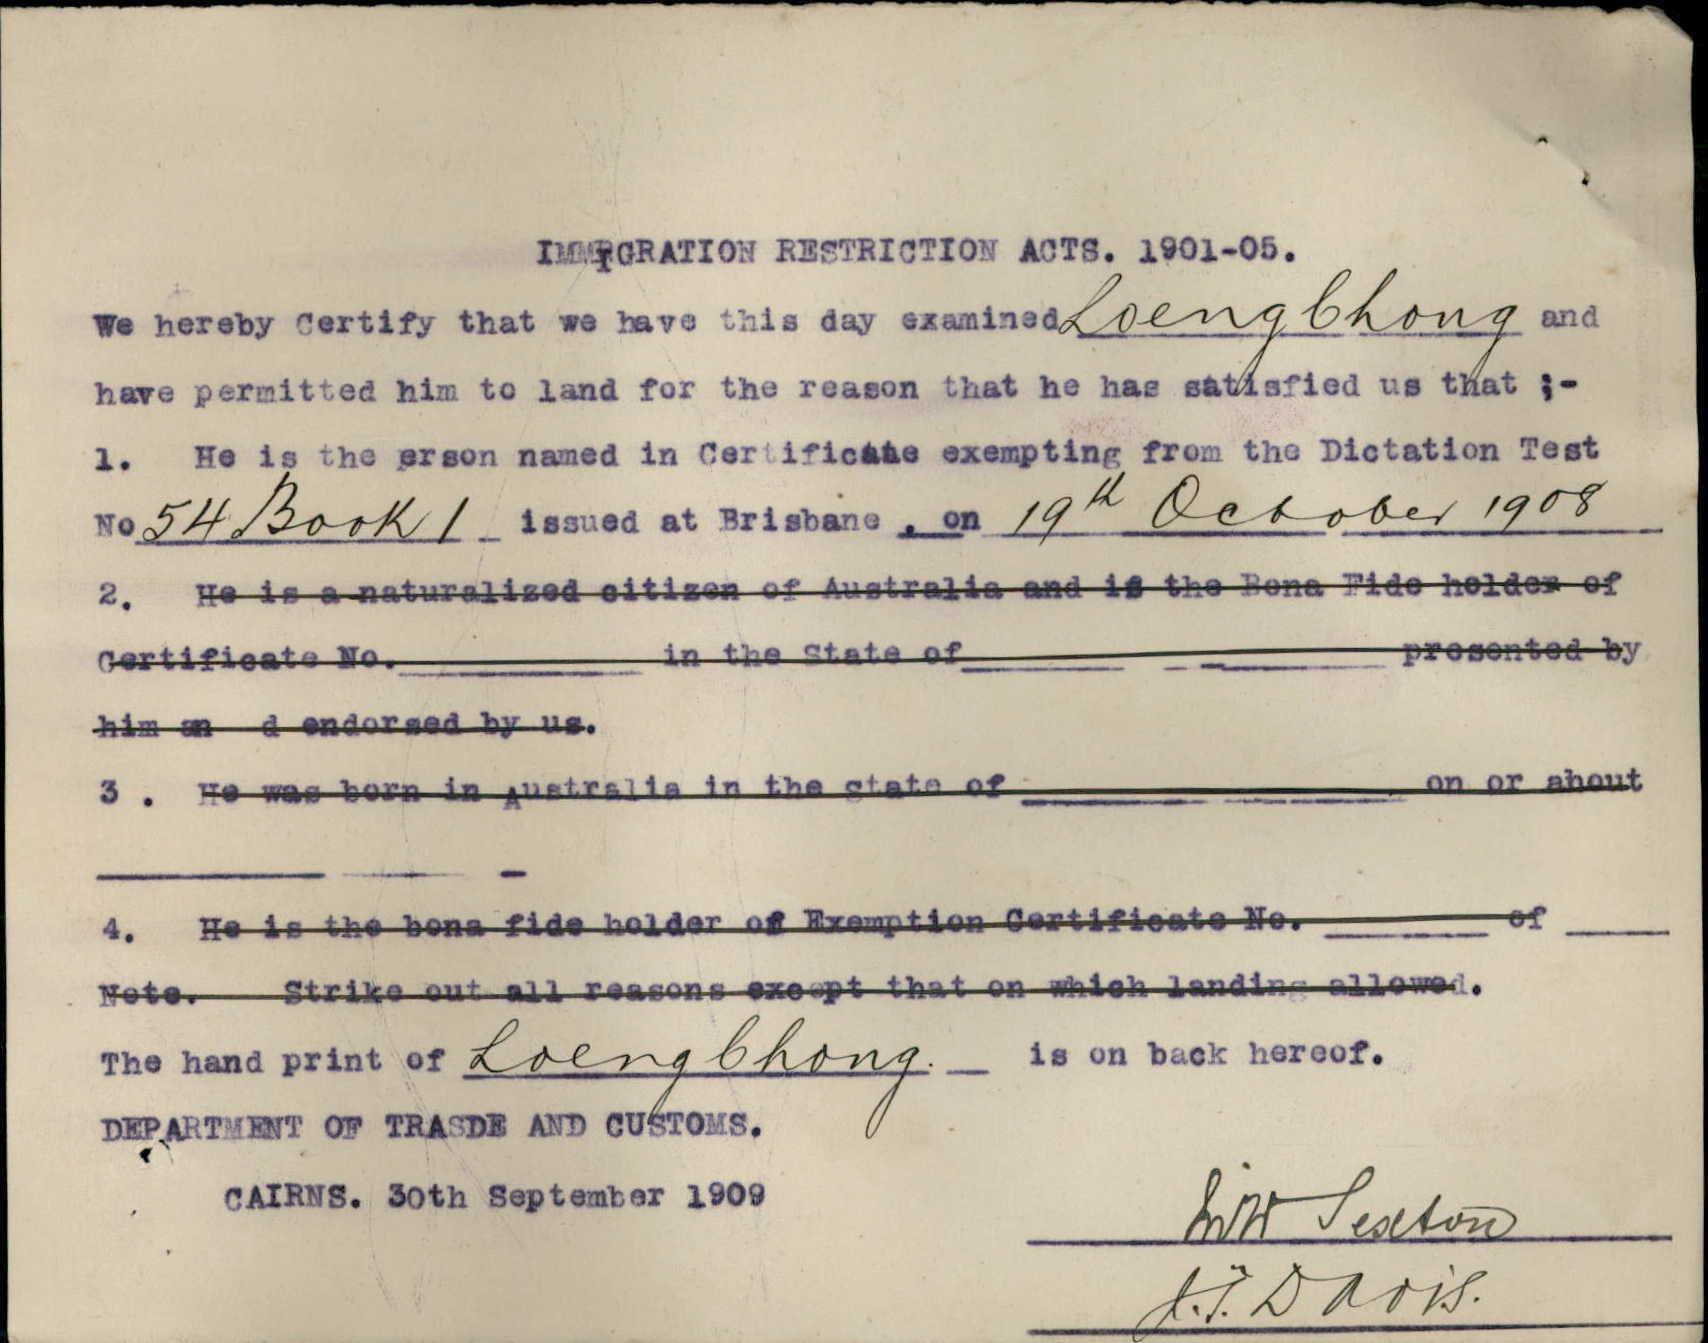 IMMIGRATION RESTRICTION ACTS. 1901-05.
We hereby Certify that we have this day examined Loeng Chong and
have permitted him to land for the reason that he has satisfied us that ;-
1. He is the erson named in Certificate exempting from the Dictation Test
No 54 Book 1 issued at Brisbane , on 19th October 1908
2. He is a naturalized citizen of Australia and is the Bona Fide holder of
Certificate No. in the State of presented by
him an d endorsed by us.
3 . He was born in Australia in the state of on or about
4. He is the bona fide holder of Exemption Certificate No. of
Note. Strike out all reasons except that on which landing allowed.
The hand print of Loeng Chong. is on back hereof.
DEPARTMENT OF TRASDE AND CUSTOMS.
CAIRNS. 30th September 1909
Sexton
J.T. Davis.